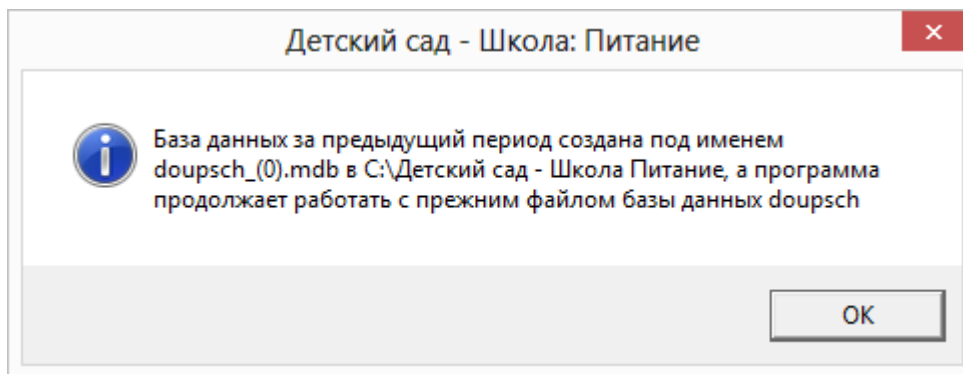 Детский сад - Школа: Питание
База данных за предыдущий период создана под именем
doupsch_(0).mdb в C:\Детский сад - Школа Питание, а программа
продолжает работать с прежним файлом базы данных doupsch
OK